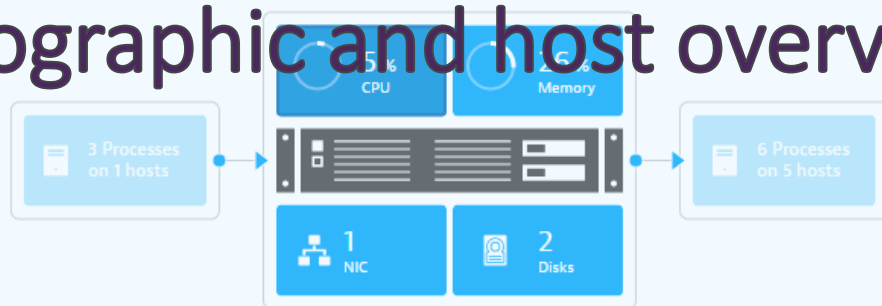 ographic and host overv
5%
CPU
Memory
3 Processes
on 1 hosts
6 Processes
on 5 hosts
1
NIC
2
Disks